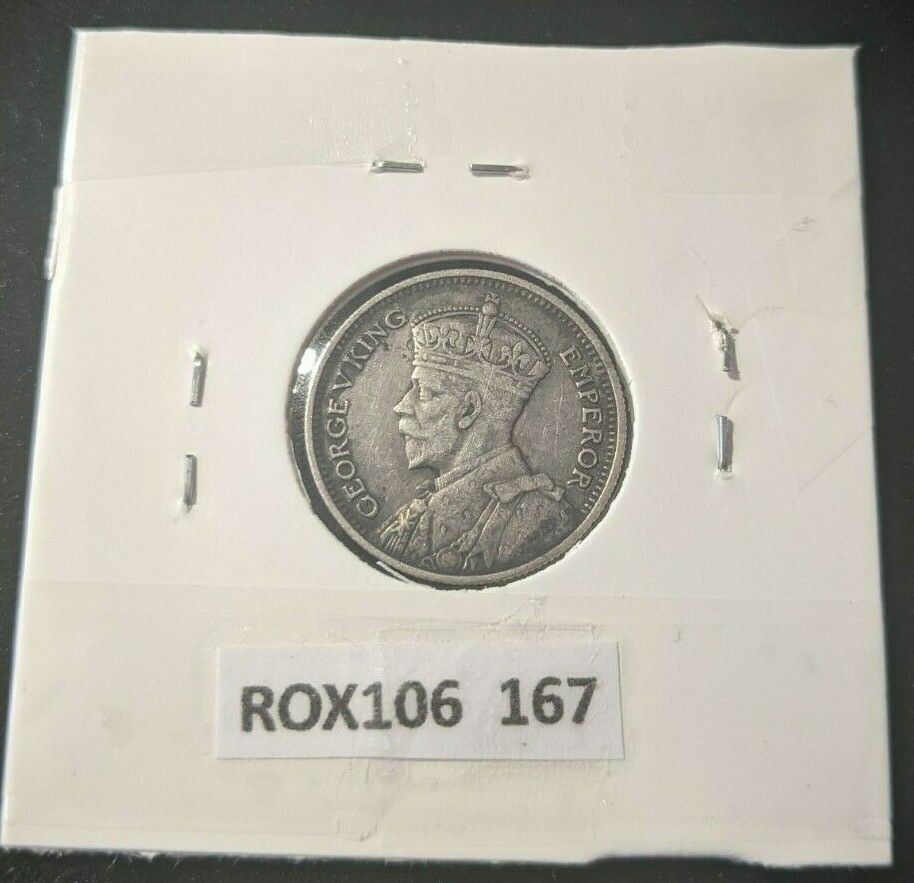 GEORGE V KING EMPEROR
ROX106 167